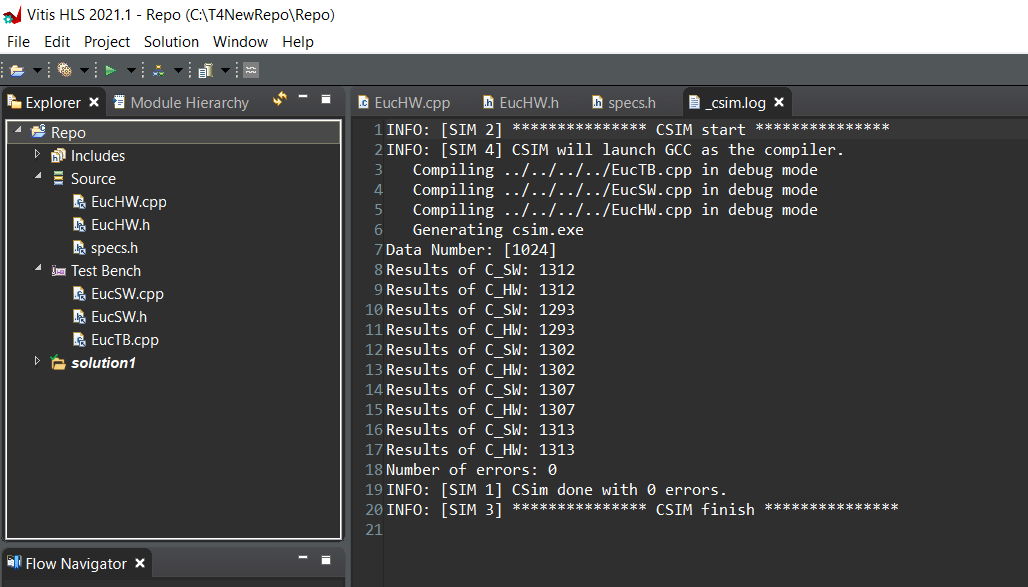 Vitis HLS 2021.1 - Repo (C:\T4NewRepo\Repo)
File Edit Project Solution Window Help
Explorer Module Hierarchy
Repo
Includes
Source
EucHW.cpp
EucHW.h
specs.h
Test Bench
EucSW.cpp
EucSW.h
EucTB.cpp
solution1
Flow Navigator
EucHW.cpp EucHW.h specs.h _csim.log
1 INFO: [SIM 2] *************** CSIM start ***************
2 INFO: [SIM 4] CSIM will launch GCC as the compiler.
3 Compiling ../../../../EucTB.cpp in debug mode
4 Compiling ../../../../EucSW.cpp in debug mode
5 Compiling ../../../../EucHW.cpp in debug mode
6 Generating csim.exe
7 Data Number: [1024]
8 Results of C_SW: 1312
9 Results of C_HW: 1312
10 Results of C_SW: 1293
11 Results of C_HW: 1293
12 Results of C_SW: 1302
13 Results of C_HW: 1302
14 Results of C_SW: 1307
15 Results of C_HW: 1307
16 Results of C_SW: 1313
17 Results of C_HW: 1313
18 Number of errors: 0
19 INFO: [SIM 1] CSim done with 0 errors.
20 INFO: [SIM 3] *************** CSIM finish ***************
21